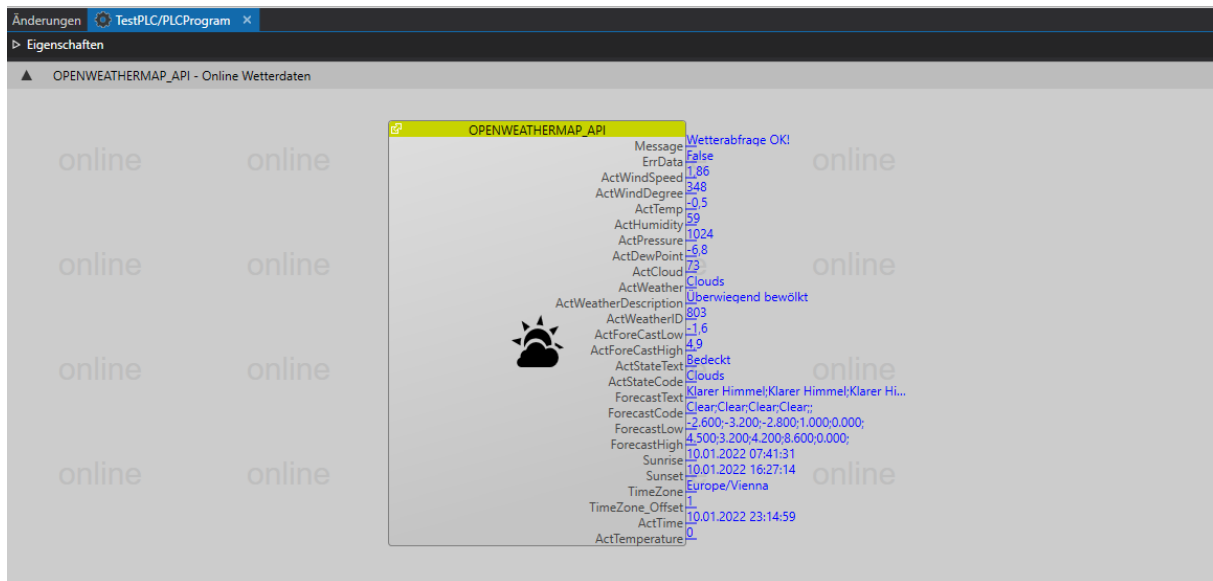 Änderungen TestPLC/PLCProgram ×
Eigenschaften
OPENWEATHERMAP_API - Online Wetterdaten
OPENWEATHERMAP_API
Message Wetterabfrage OK!
online online online
ErrData False
ActWindSpeed 1,86
ActWindDegree 348
ActTemp -0,5
ActHumidity 59
ActPressure 1024
ActDewPoint -6,8
online online online
ActCloud 73
ActWeather Clouds
ActWeatherDescription Überwiegend bewölkt
ActWeatherID 803
ActForeCastLow -1,6
ActForeCastHigh 4,9
ActStateText Bedeckt
online online online
ActStateCode Clouds
ForecastText Klarer Himmel;Klarer Himmel;Klarer Hi...
ForecastCode Clear;Clear;Clear;Clear;;
ForecastLow -2.600;-3.200;-2.800;1.000;0.000;
ForecastHigh 4.500;3.200;4.200;8.600;0.000;
Sunrise 10.01.2022 07:41:31
Sunset 10.01.2022 16:27:14
online online online
TimeZone Europe/Vienna
TimeZone_Offset 1
ActTime 10.01.2022 23:14:59
ActTemperature 0